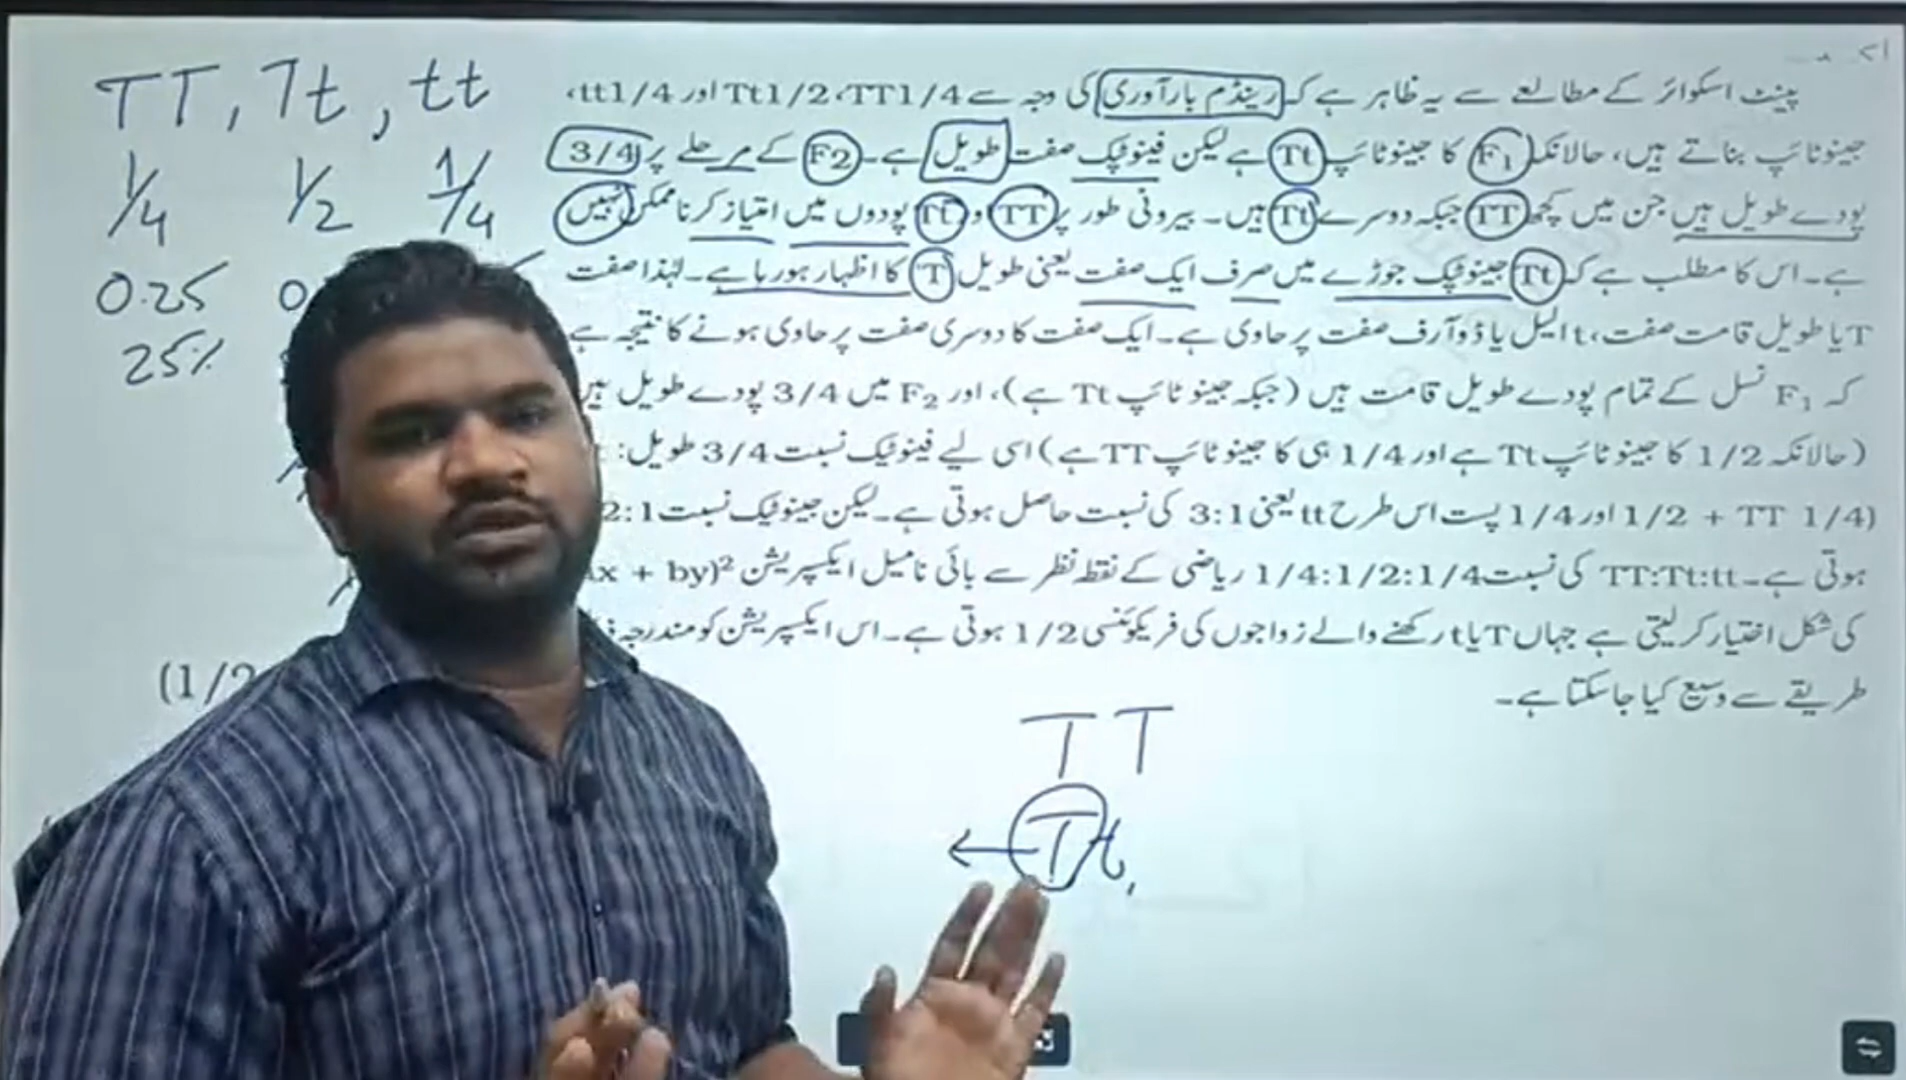 TT, Tt, tt
1/4 1/2 1/4
0.25
25%
پینٹ اسکوائر کے مطالعے سے یہ ظاہر ہے کہ رینڈم بارآوری کی وجہ سے TT1/4، Tt1/2 اور tt1/4،
جینوٹائپ بناتے ہیں، حالانکہ F₁ کا جینوٹائپ Tt ہے لیکن فینوٹپک صفت طویل ہے۔ F₂ کے مرحلے پر 3/4
پودے طویل ہیں جن میں کچھ TT جبکہ دوسرے Tt ہیں۔ بیرونی طور پر TT و Tt پودوں میں امتیاز کرنا ممکن نہیں
ہے۔ اس کا مطلب ہے کہ Tt جینوٹپک جوڑے میں صرف ایک صفت یعنی طویل 'T' کا اظہار ہو رہا ہے۔ لہٰذا صفت
T یا طویل قامت صفت، t الیل یا ڈوآرف صفت پر حاوی ہے۔ ایک صفت کا دوسری صفت پر حاوی ہونے کا نتیجہ ہے
کہ F₁ نسل کے تمام پودے طویل قامت ہیں (جبکہ جینوٹائپ Tt ہے)، اور F₂ میں 3/4 پودے طویل ہیں
(حالانکہ 1/2 کا جینوٹائپ Tt ہے اور 1/4 ہی کا جینوٹائپ TT ہے) اسی لیے فینوٹپک نسبت 3/4 طویل:
(1/4 TT + 1/2 اور 1/4 پست اس طرح tt یعنی 3:1 کی نسبت حاصل ہوتی ہے۔ لیکن جینوٹپک نسبت 2:1
ہوتی ہے۔ TT:Tt:tt کی نسبت 1/4:1/2:1/4 ریاضی کے نقطۂ نظر سے بائی نامیل ایکسپریشن x + by)²
کی شکل اختیار کر لیتی ہے جہاں T یا t رکھنے والے زواجوں کی فریکوئنسی 1/2 ہوتی ہے۔ اس ایکسپریشن کو مندرجہ
طریقے سے وسیع کیا جاسکتا ہے۔
(1/2
TT
Tt,